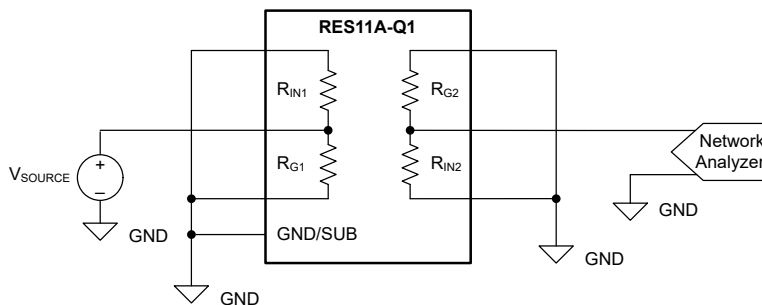 RES11A-Q1
R_IN1
R_G2
V_SOURCE
+
–
R_G1
R_IN2
Network
Analyzer
GND
GND/SUB
GND
GND
GND